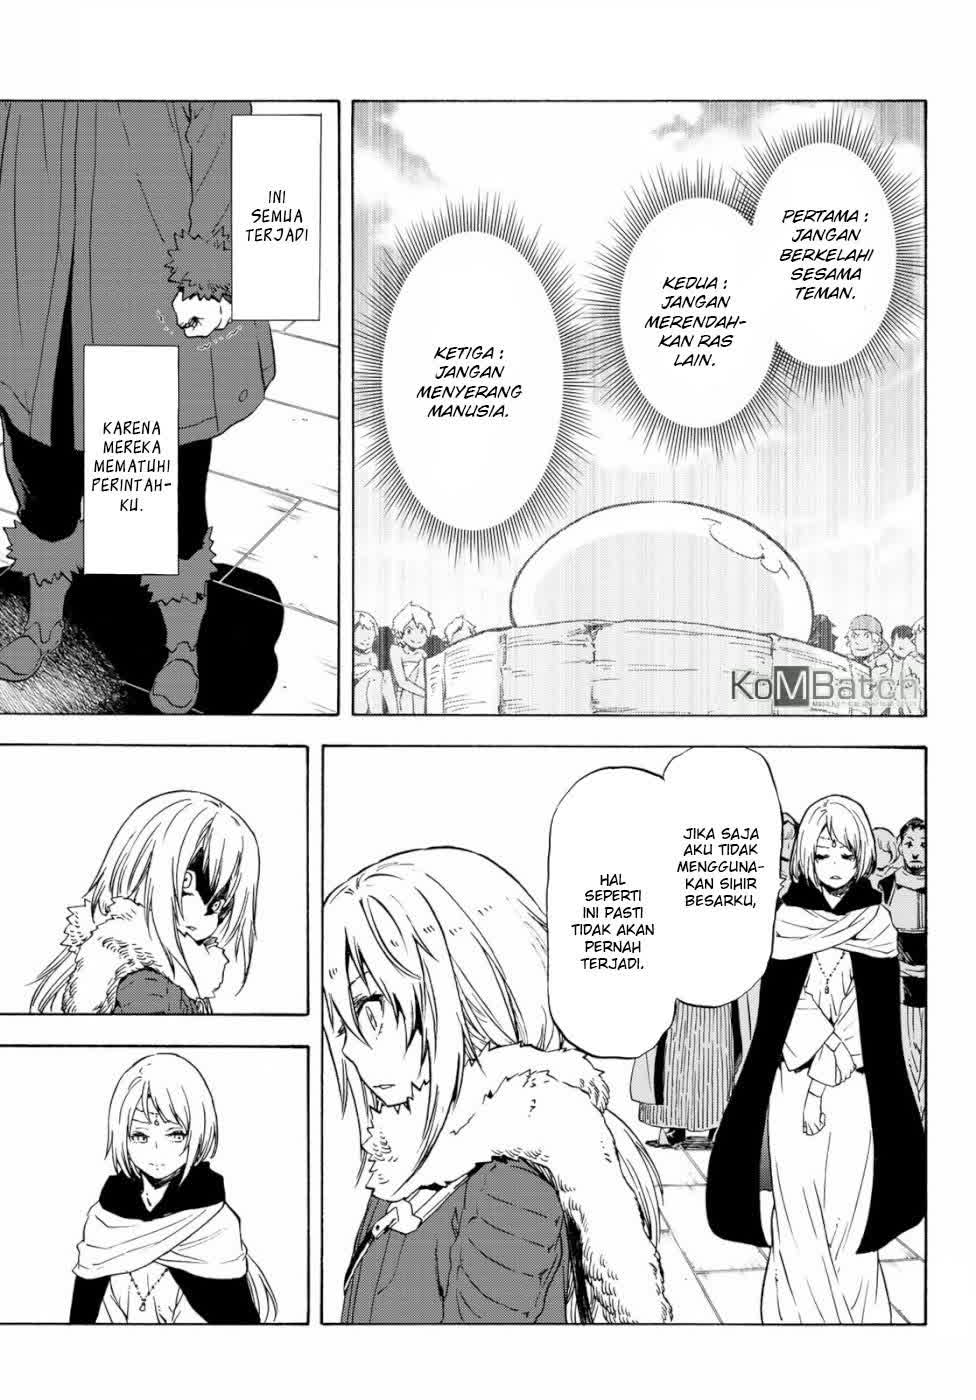 PERTAMA :
JANGAN
BERKELAHI
SESAMA
TEMAN.
KEDUA :
JANGAN
MERENDAH-
KAN RAS
LAIN.
KETIGA :
JANGAN
MENYERANG
MANUSIA.
KoMBatch
INI
SEMUA
TERJADI
KARENA
MEREKA
MEMATUHI
PERINTAH-
KU.
JIKA SAJA
AKU TIDAK
MENGGUNA-
KAN SIHIR
BESARKU,
HAL
SEPERTI
INI PASTI
TIDAK AKAN
PERNAH
TERJADI.